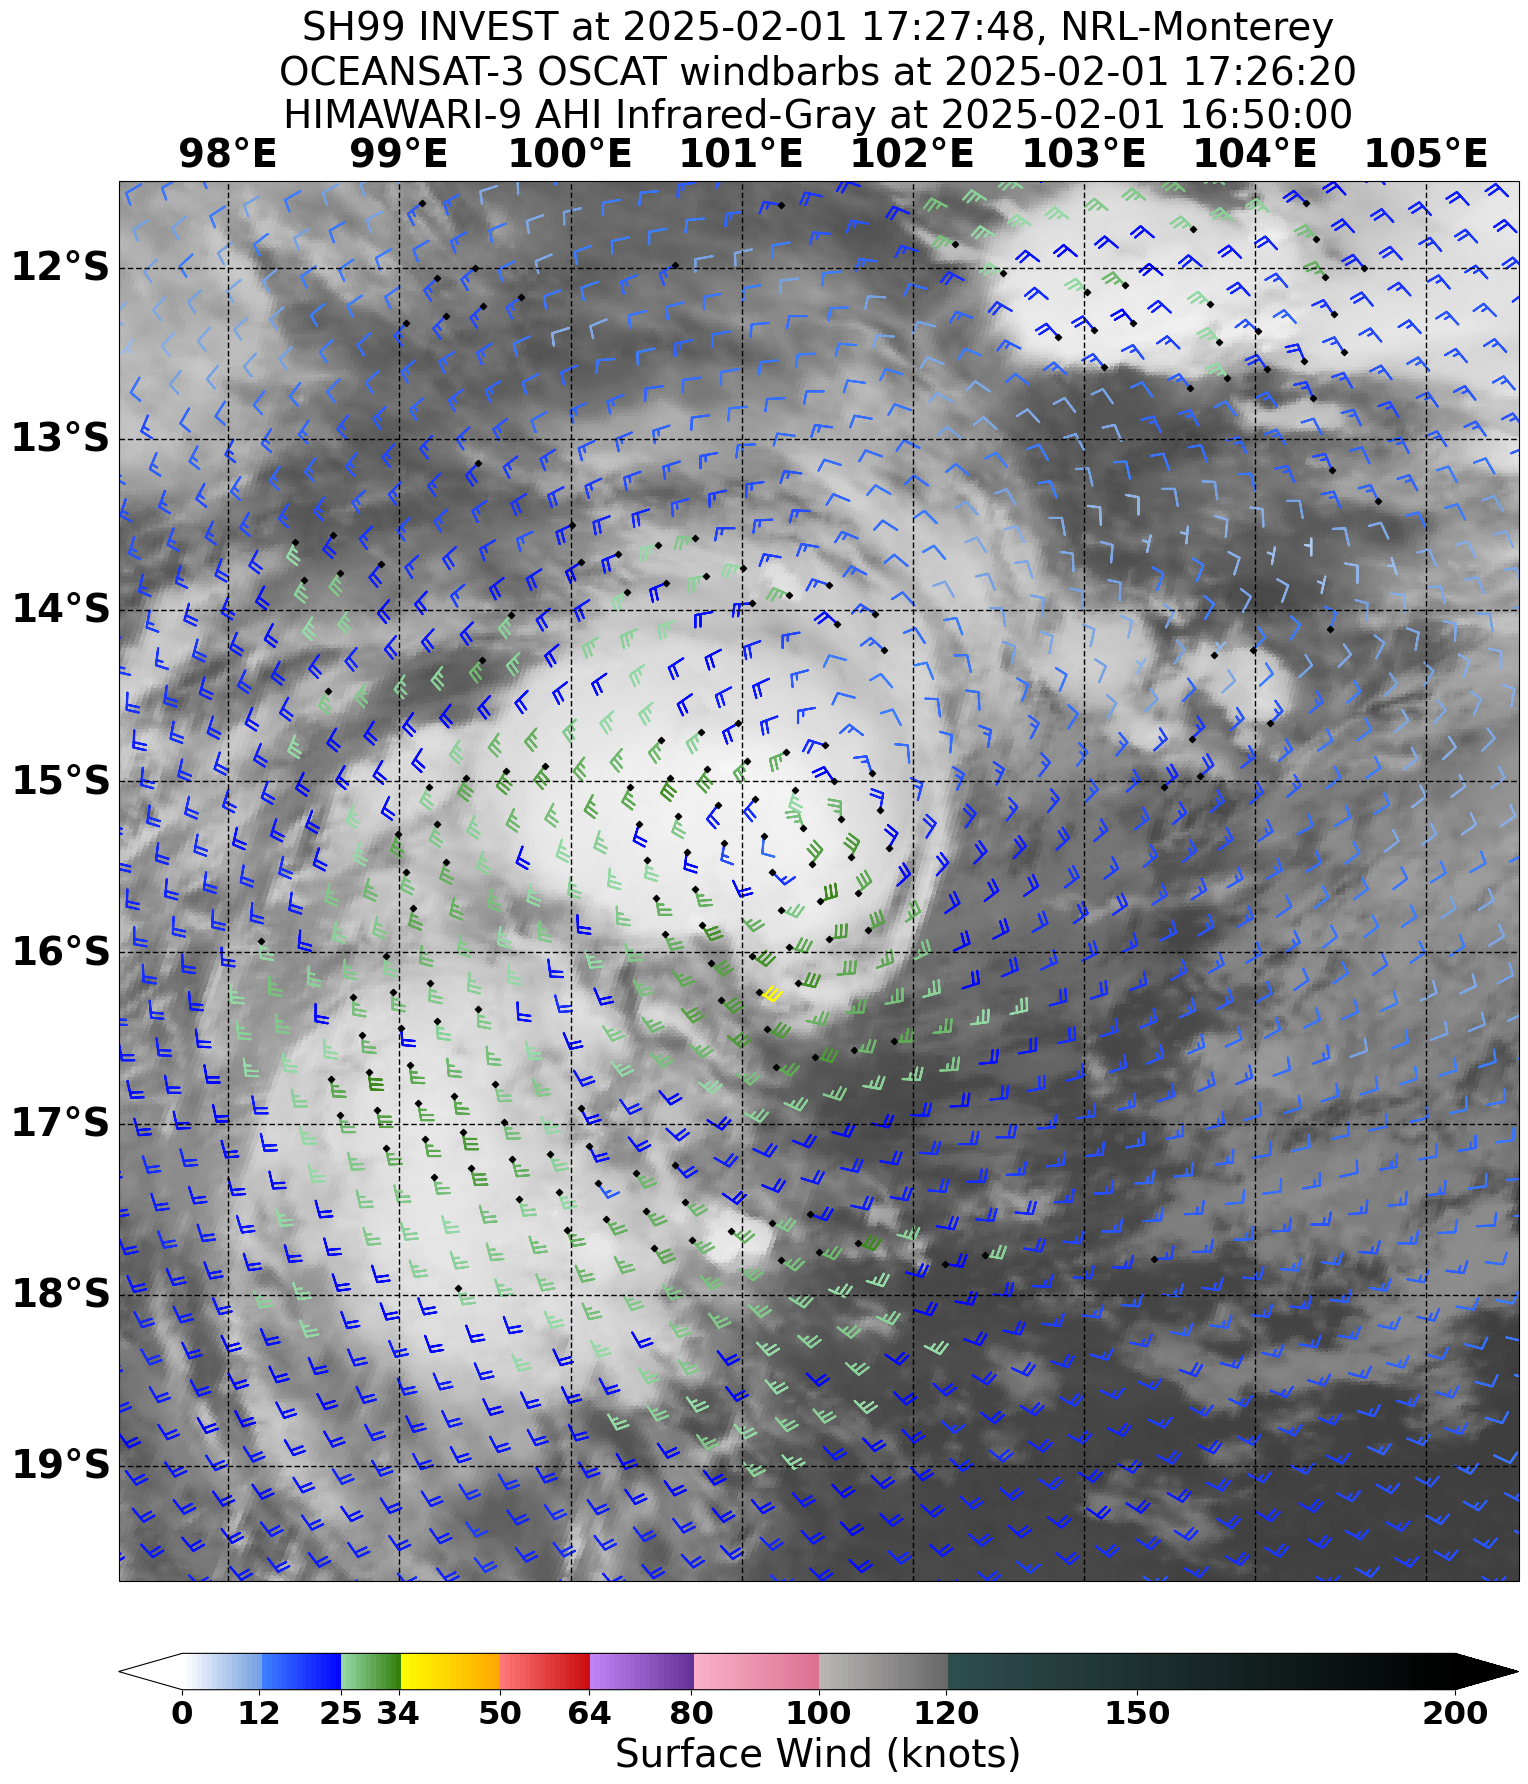 SH99 INVEST at 2025-02-01 17:27:48, NRL-Monterey
OCEANSAT-3 OSCAT windbarbs at 2025-02-01 17:26:20
HIMAWARI-9 AHI Infrared-Gray at 2025-02-01 16:50:00
98°E 99°E 100°E 101°E 102°E 103°E 104°E 105°E
12°S
13°S
14°S
15°S
16°S
17°S
18°S
19°S
0 12 25 34 50 64 80 100 120 150 200
Surface Wind (knots)